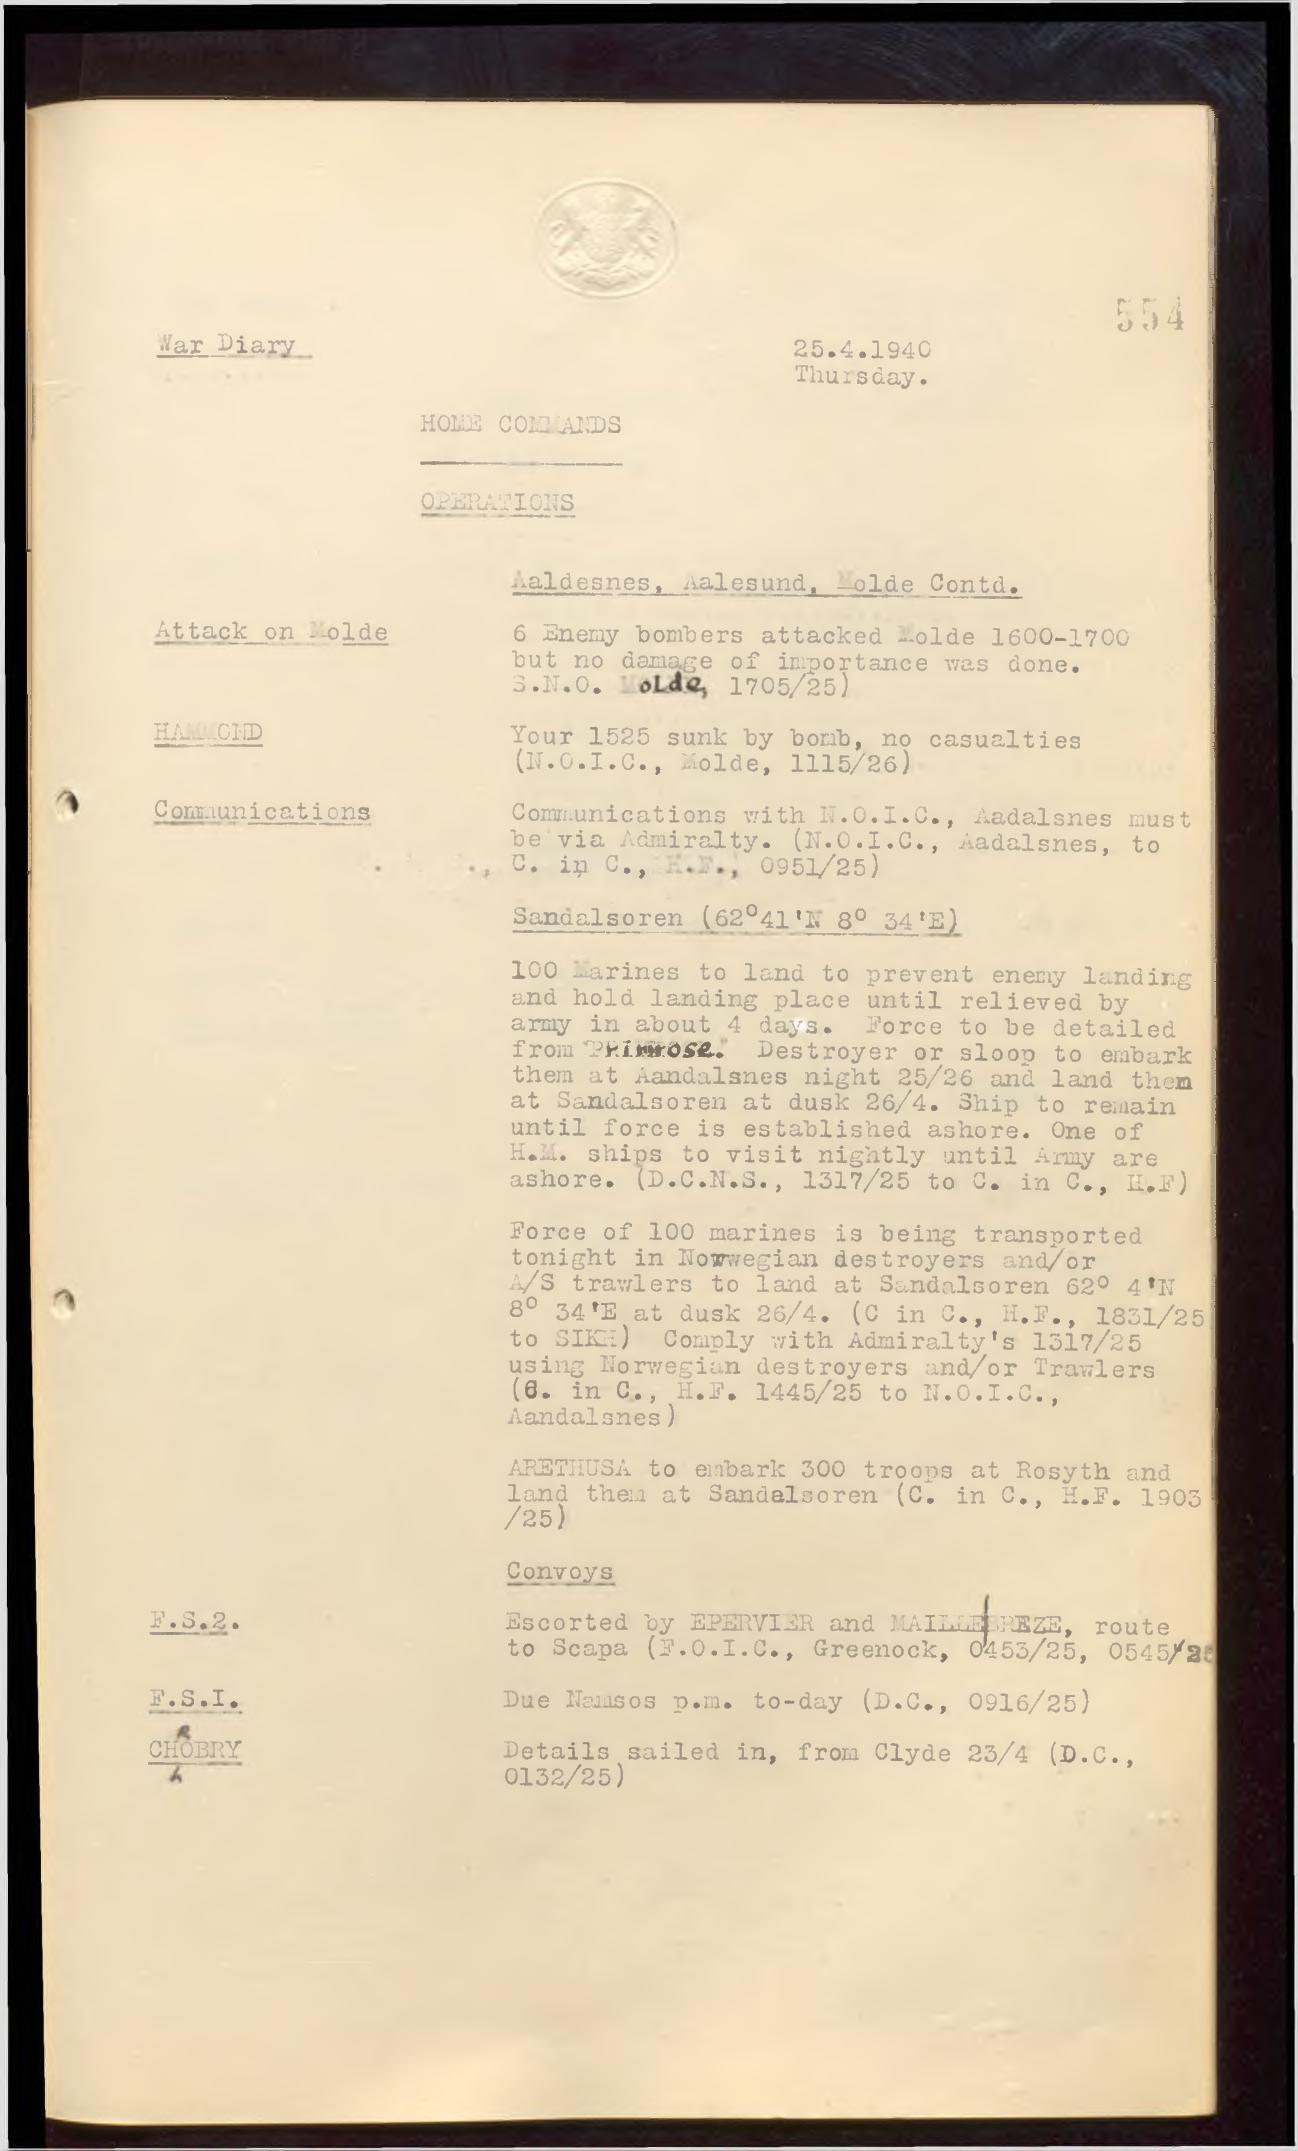 554
War Diary
25.4.1940
Thursday.
HOME COMMANDS
OPERATIONS
Aaldesnes, Aalesund, Molde Contd.
Attack on Molde
6 Enemy bombers attacked Molde 1600-1700
but no damage of importance was done.
S.N.O. Molde, 1705/25)
HAMMOND
Your 1525 sunk by bomb, no casualties
(N.O.I.C., Molde, 1115/26)
Communications
Communications with N.O.I.C., Aadalsnes must
be via Admiralty. (N.O.I.C., Aadalsnes, to
C. in C., H.F., 0951/25)
Sandalsoren (62°41'N 8° 34'E)
100 Marines to land to prevent enemy landing
and hold landing place until relieved by
army in about 4 days. Force to be detailed
from "PRimrose." Destroyer or sloop to embark
them at Aandalsnes night 25/26 and land them
at Sandalsoren at dusk 26/4. Ship to remain
until force is established ashore. One of
H.M. ships to visit nightly until Army are
ashore. (D.C.N.S., 1317/25 to C. in C., H.F)
Force of 100 marines is being transported
tonight in Norwegian destroyers and/or
A/S trawlers to land at Sandalsoren 62° 4'N
8° 34'E at dusk 26/4. (C in C., H.F., 1831/25
to SIKH) Comply with Admiralty's 1317/25
using Norwegian destroyers and/or Trawlers
(C. in C., H.F. 1445/25 to N.O.I.C.,
Aandalsnes)
ARETHUSA to embark 300 troops at Rosyth and
land them at Sandalsoren (C. in C., H.F. 1903
/25)
Convoys
F.S.2.
Escorted by EPERVIER and MAILLE BREZE, route
to Scapa (F.O.I.C., Greenock, 0453/25, 0545/25
F.S.I.
Due Namsos p.m. to-day (D.C., 0916/25)
R
CHOBRY
Details sailed in, from Clyde 23/4 (D.C.,
0132/25)